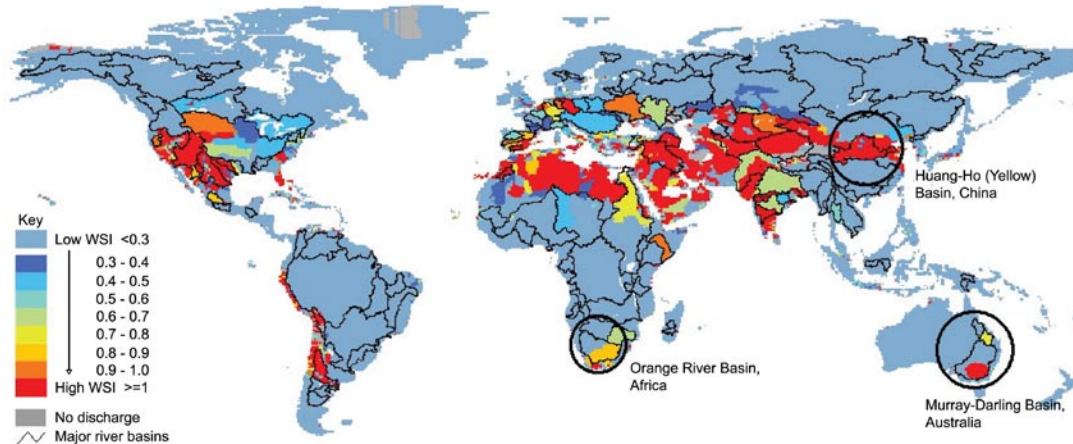 Huang-Ho (Yellow)
Basin, China
Key
Low WSI <0.3
0.3 - 0.4
0.4 - 0.5
0.5 - 0.6
0.6 - 0.7
0.7 - 0.8
0.8 - 0.9
0.9 - 1.0
High WSI >=1
No discharge
Major river basins
Orange River Basin,
Africa
Murray-Darling Basin,
Australia